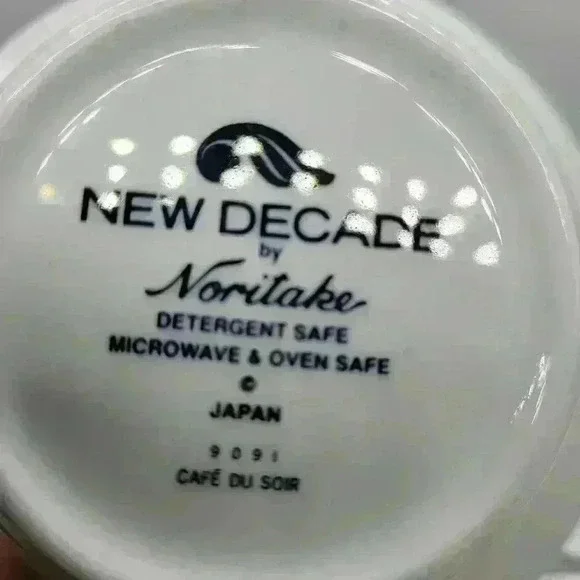 NEW DECADE
by
Noritake
DETERGENT SAFE
MICROWAVE & OVEN SAFE
©
JAPAN
9091
CAFÉ DU SOIR